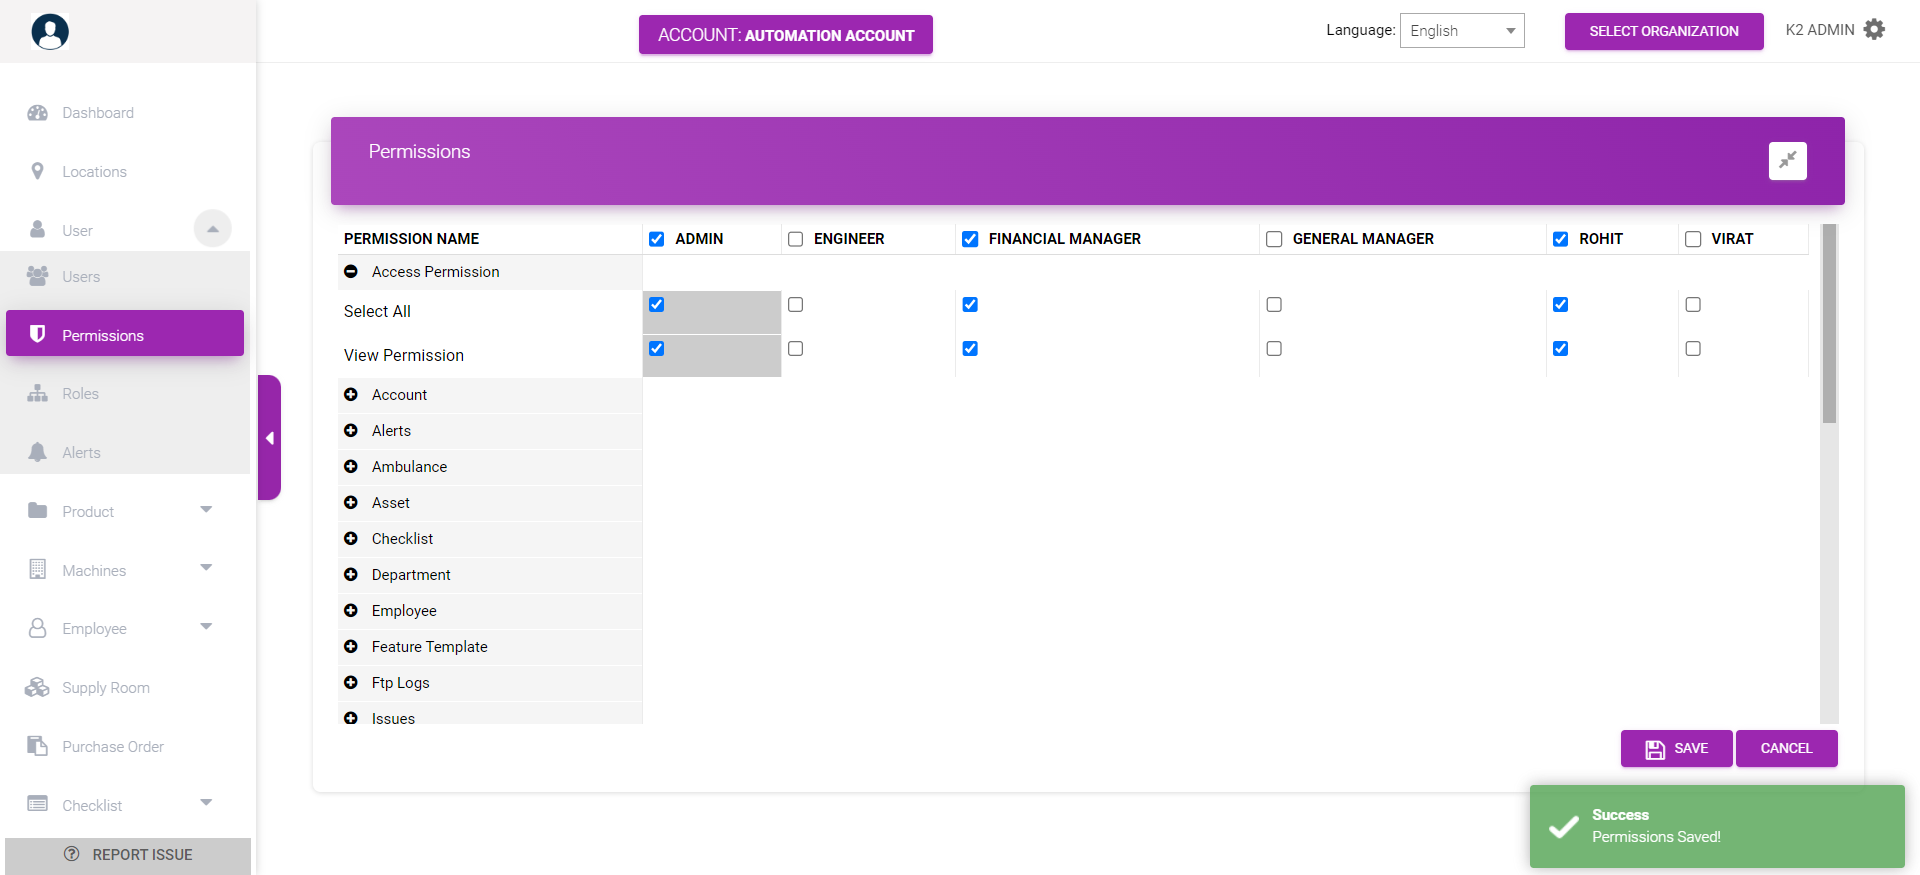 ACCOUNT: AUTOMATION ACCOUNT
Language:
English
SELECT ORGANIZATION
K2 ADMIN
Dashboard
Locations
User
Users
Permissions
Roles
Alerts
Product
Machines
Employee
Supply Room
Purchase Order
Checklist
REPORT ISSUE
Permissions
PERMISSION NAME ADMIN ENGINEER FINANCIAL MANAGER GENERAL MANAGER ROHIT VIRAT
Access Permission
Select All
View Permission
Account
Alerts
Ambulance
Asset
Checklist
Department
Employee
Feature Template
Ftp Logs
Issues
SAVE
CANCEL
Success
Permissions Saved!